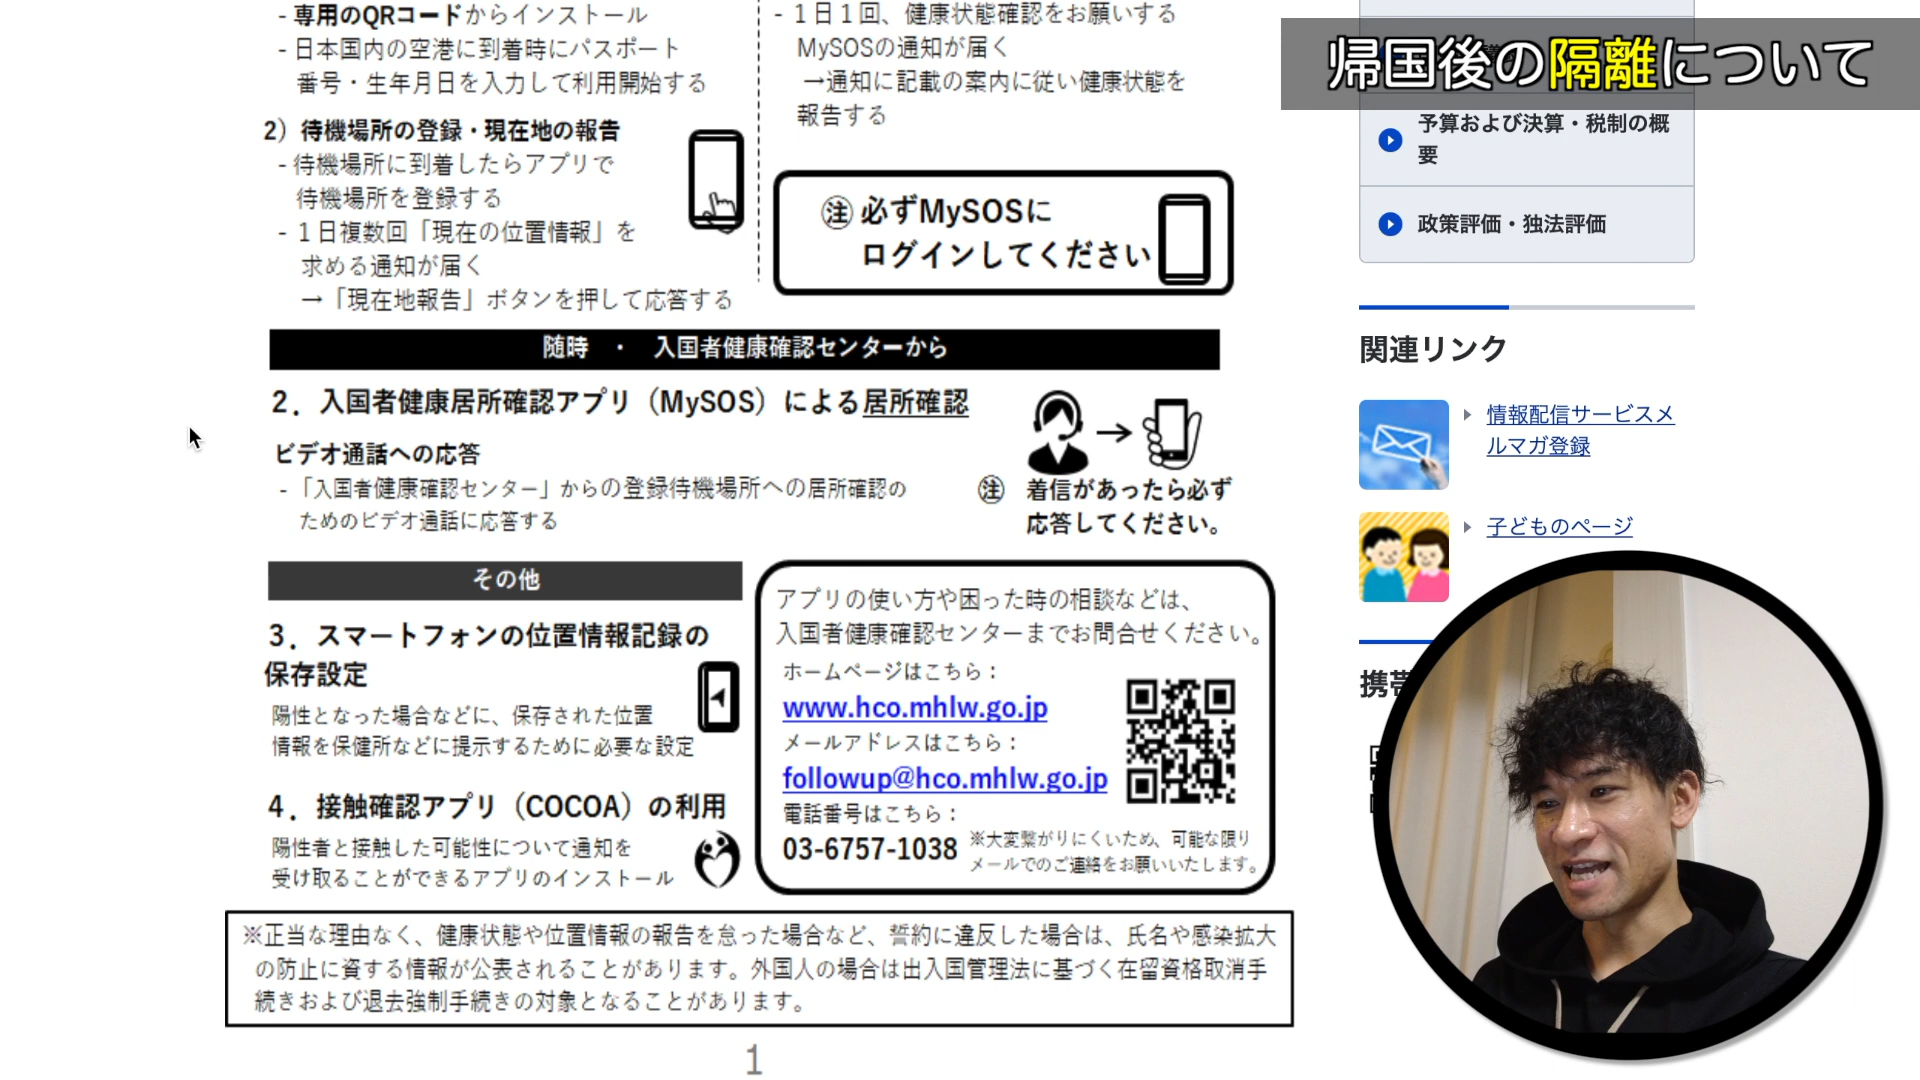 - 専用のQRコードからインストール
- 日本国内の空港に到着時にパスポート
番号・生年月日を入力して利用開始する
2）待機場所の登録・現在地の報告
- 待機場所に到着したらアプリで
待機場所を登録する
- １日複数回「現在の位置情報」を
求める通知が届く
→「現在地報告」ボタンを押して応答する
- １日１回、健康状態確認をお願いする
MySOSの通知が届く
→通知に記載の案内に従い健康状態を
報告する
㊟ 必ずMySOSに
ログインしてください
随時 ・ 入国者健康確認センターから
２．入国者健康居所確認アプリ（MySOS）による居所確認
ビデオ通話への応答
- 「入国者健康確認センター」からの登録待機場所への居所確認の
ためのビデオ通話に応答する
㊟ 着信があったら必ず
応答してください。
その他
３．スマートフォンの位置情報記録の
保存設定
陽性となった場合などに、保存された位置
情報を保健所などに提示するために必要な設定
４．接触確認アプリ（COCOA）の利用
陽性者と接触した可能性について通知を
受け取ることができるアプリのインストール
アプリの使い方や困った時の相談などは、
入国者健康確認センターまでお問合せください。
ホームページはこちら：
www.hco.mhlw.go.jp
メールアドレスはこちら：
followup@hco.mhlw.go.jp
電話番号はこちら：
03-6757-1038
※大変繋がりにくいため、可能な限り
メールでのご連絡をお願いいたします。
※正当な理由なく、健康状態や位置情報の報告を怠った場合など、誓約に違反した場合は、氏名や感染拡大
の防止に資する情報が公表されることがあります。外国人の場合は出入国管理法に基づく在留資格取消手
続きおよび退去強制手続きの対象となることがあります。
1
帰国後の隔離について
予算および決算・税制の概
要
政策評価・独法評価
関連リンク
情報配信サービスメ
ルマガ登録
子どものページ
携帯